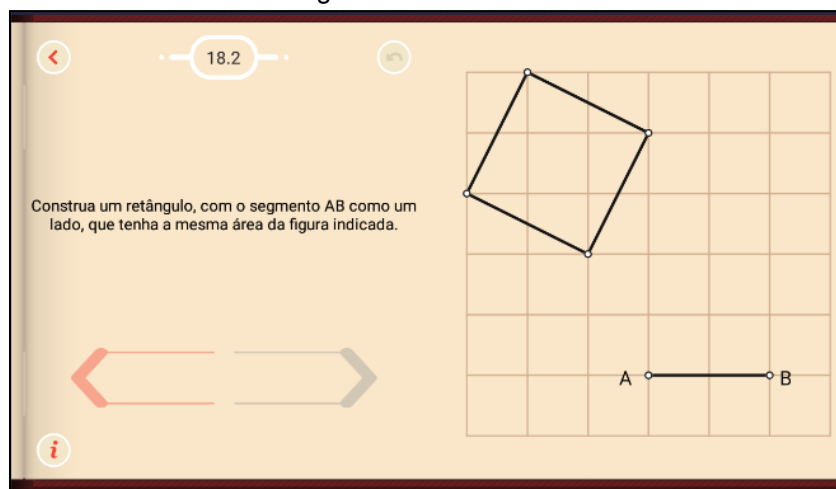 18.2
Construa um retângulo, com o segmento AB como um
lado, que tenha a mesma área da figura indicada.
A
B
i